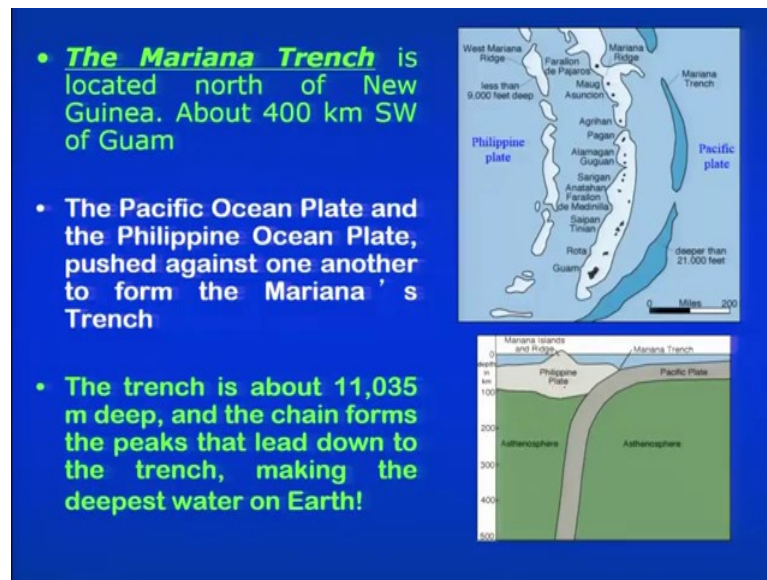 • The Mariana Trench is
located north of New
Guinea. About 400 km SW
of Guam
• The Pacific Ocean Plate and
the Philippine Ocean Plate,
pushed against one another
to form the Mariana ’ s
Trench
• The trench is about 11,035
m deep, and the chain forms
the peaks that lead down to
the trench, making the
deepest water on Earth!
West Mariana
Ridge
less than
9,000 feet deep
Mariana
Ridge
Farallon
de Pajaros
Maug
Asuncion
Mariana
Trench
Agrihan
Pagan
Alamagan
Guguan
Sarigan
Anatahan
Farallon
de Medinilla
Saipan
Tinian
Rota
Guam
Philippine
plate
Pacific
plate
deeper than
21,000 feet
0 Miles 200
Mariana Islands
and Ridge
Mariana Trench
0
depth
in
km
100
200
300
400
500
Philippine
Plate
Pacific Plate
Asthenosphere
Asthenosphere